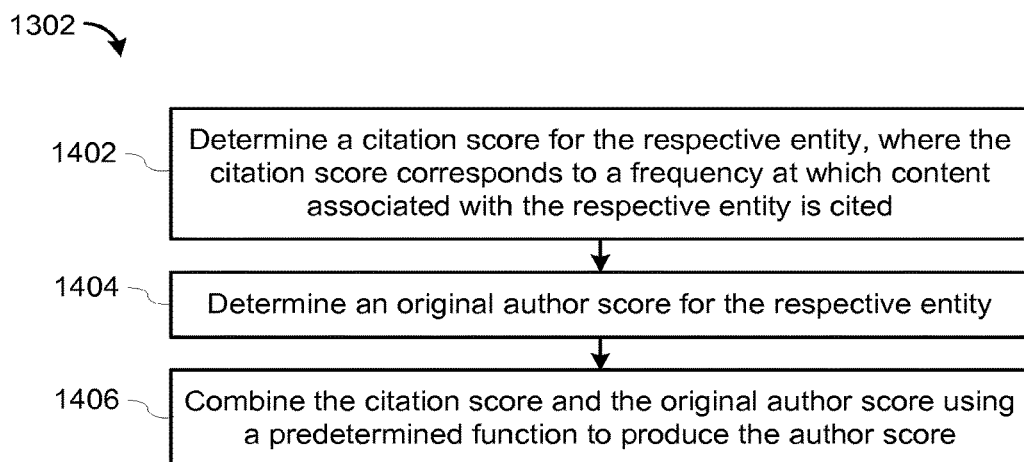 1302
1402
Determine a citation score for the respective entity, where the
citation score corresponds to a frequency at which content
associated with the respective entity is cited
1404
Determine an original author score for the respective entity
1406
Combine the citation score and the original author score using
a predetermined function to produce the author score